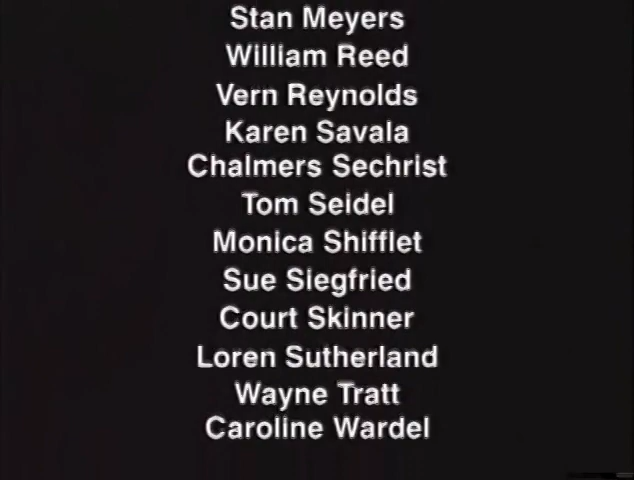 Stan Meyers
William Reed
Vern Reynolds
Karen Savala
Chalmers Sechrist
Tom Seidel
Monica Shifflet
Sue Siegfried
Court Skinner
Loren Sutherland
Wayne Tratt
Caroline Wardel